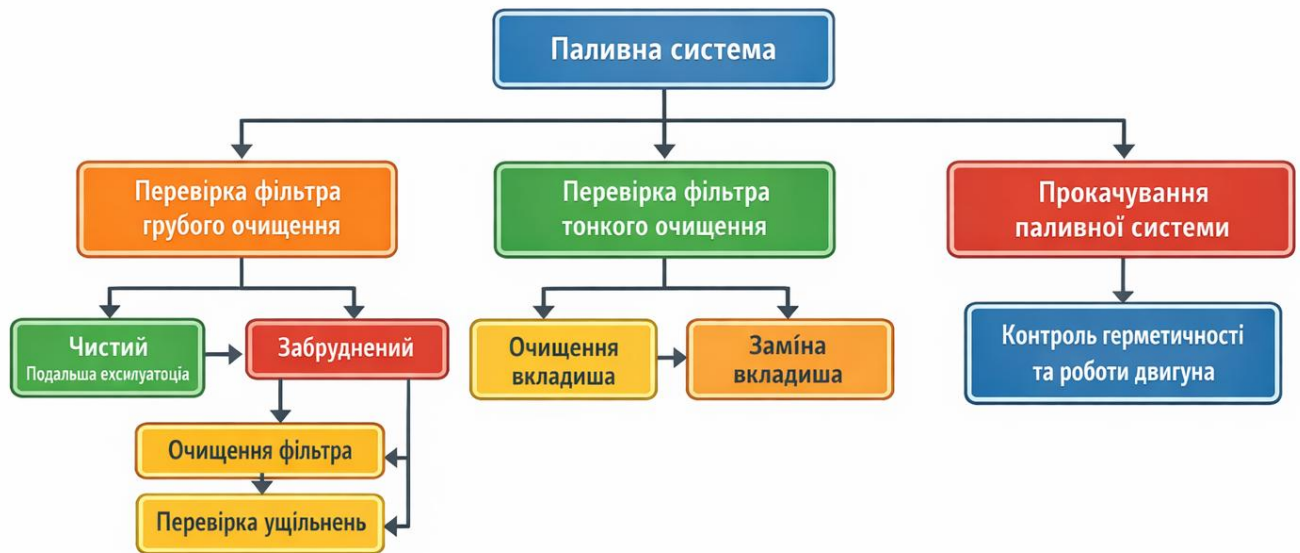 Паливна система
Перевірка фільтра
грубого очищення
Перевірка фільтра
тонкого очищення
Прокачування
паливної системи
Чистий
Подальша ексилуатоція
Забруднений
Очищення
вкладиша
Заміна
вкладиша
Контроль герметичності
та роботи двигуна
Очищення фільтра
Перевірка ущільнень